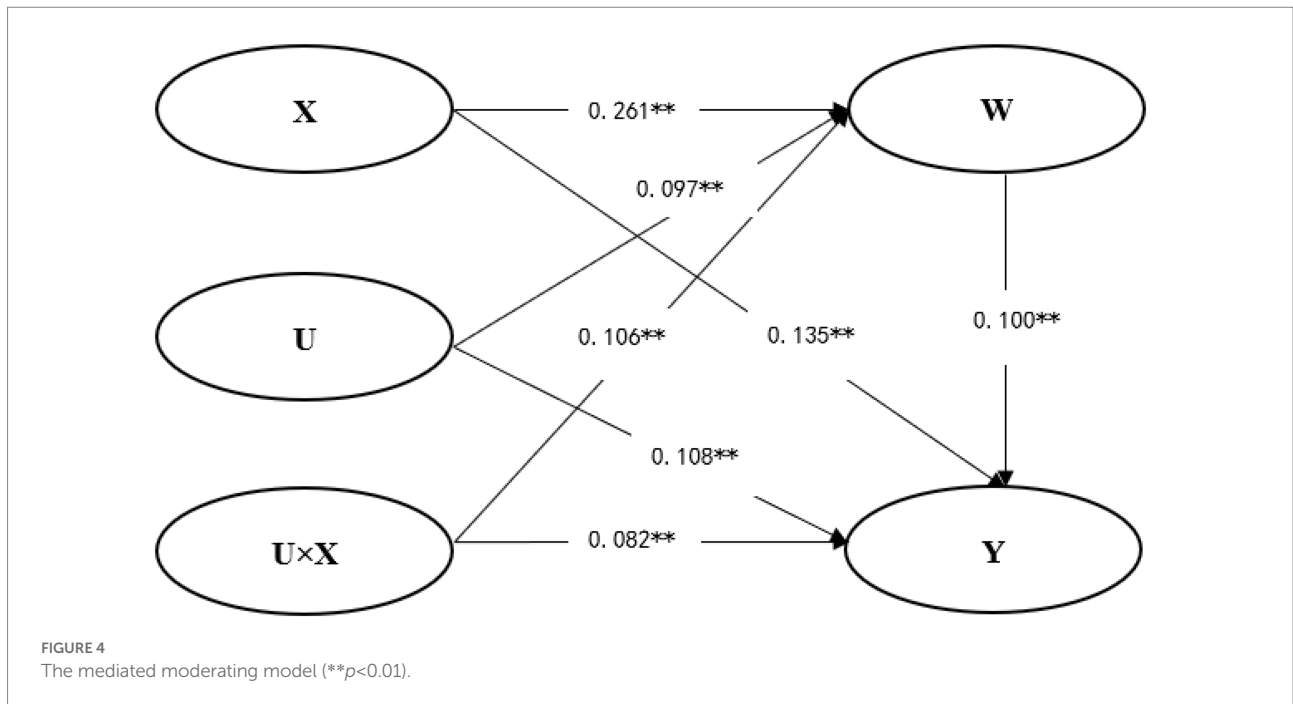 X
0.261**
W
0.097**
U
0.106**
0.135**
0.100**
0.108**
U×X
0.082**
Y
FIGURE 4
The mediated moderating model (**p<0.01).